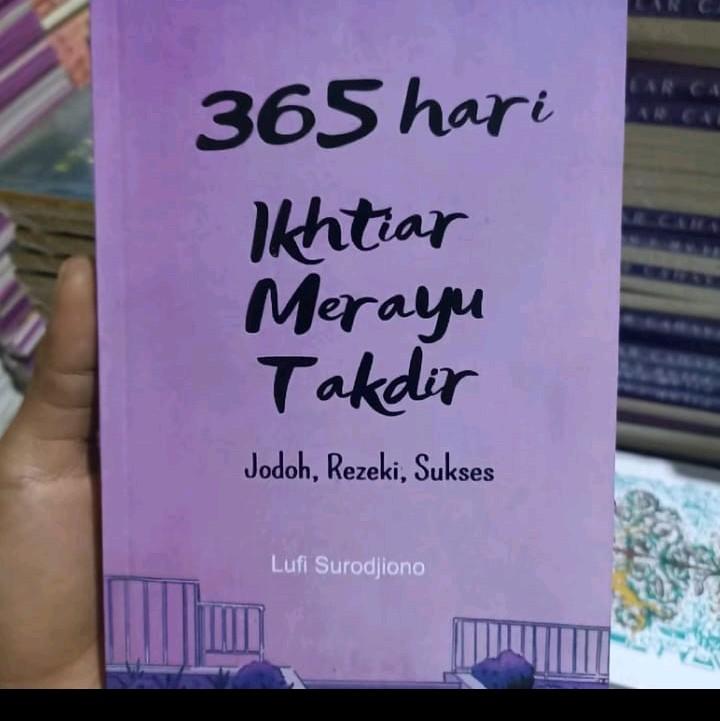 365 hari
Ikhtiar
Merayu
Takdir
Jodoh, Rezeki, Sukses
Lufi Surodjiono